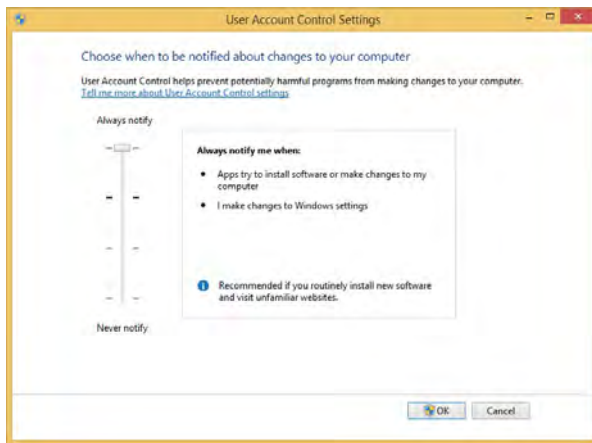 User Account Control Settings
Choose when to be notified about changes to your computer
User Account Control helps prevent potentially harmful programs from making changes to your computer.
Tell me more about User Account Control settings
Always notify
Always notify me when:
Apps try to install software or make changes to my
computer
I make changes to Windows settings
Recommended if you routinely install new software
and visit unfamiliar websites.
Never notify
OK
Cancel